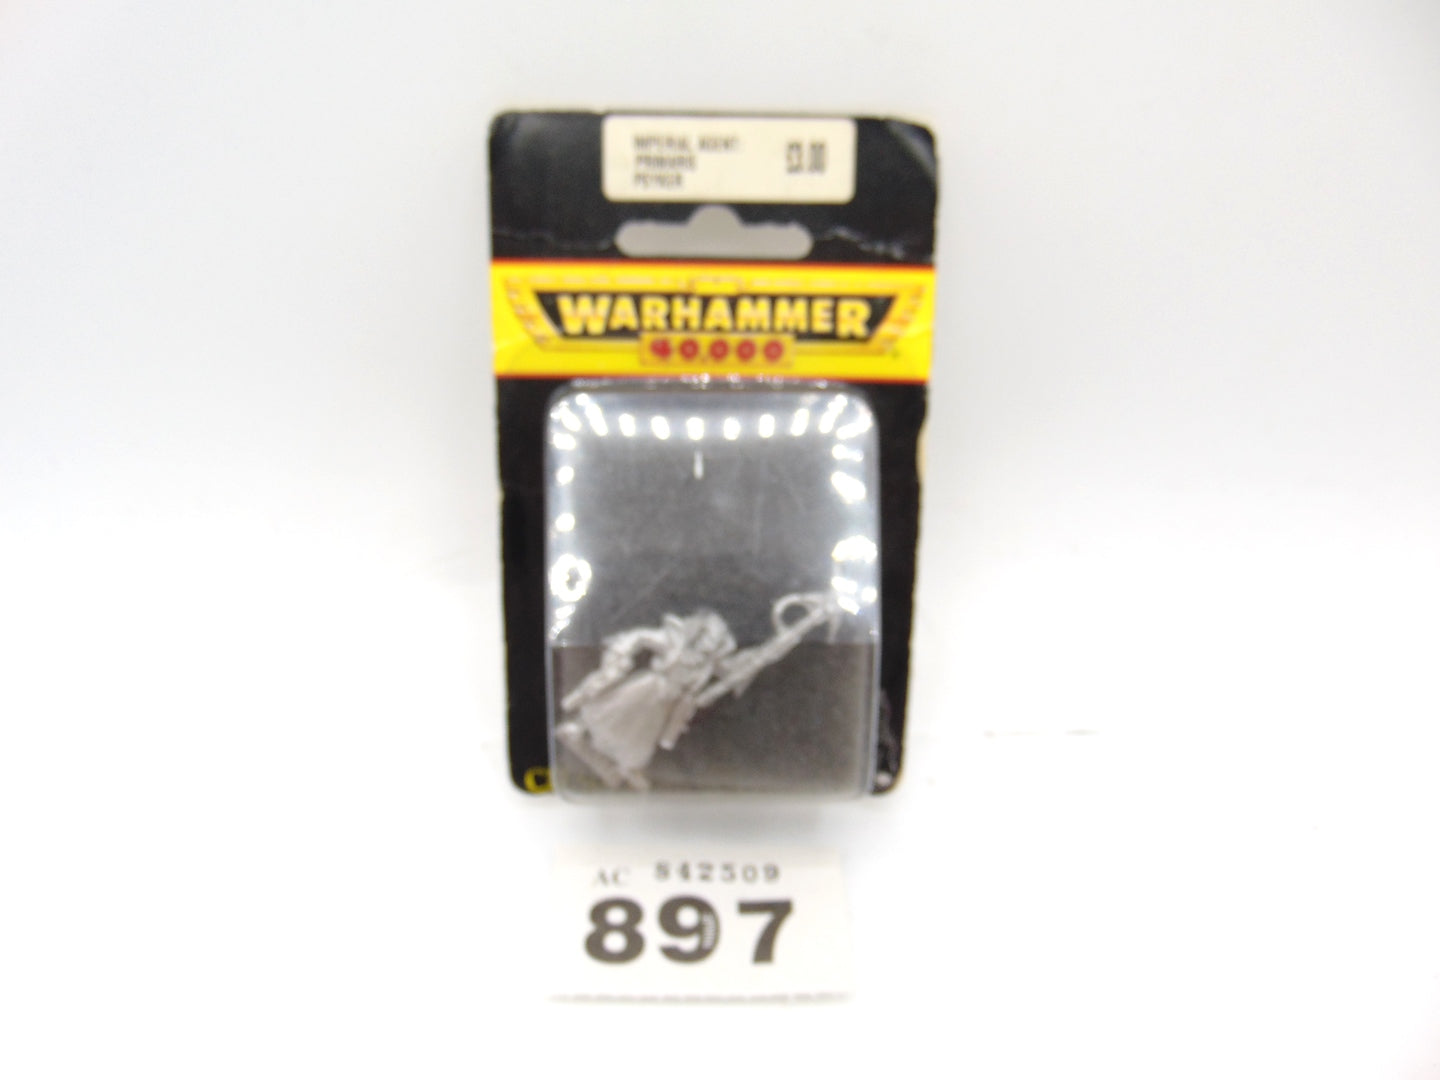 IMPERIAL AGENT:
PRIMARIS
PSYKER
£3.00
WARHAMMER
40,000
AC 842509
897